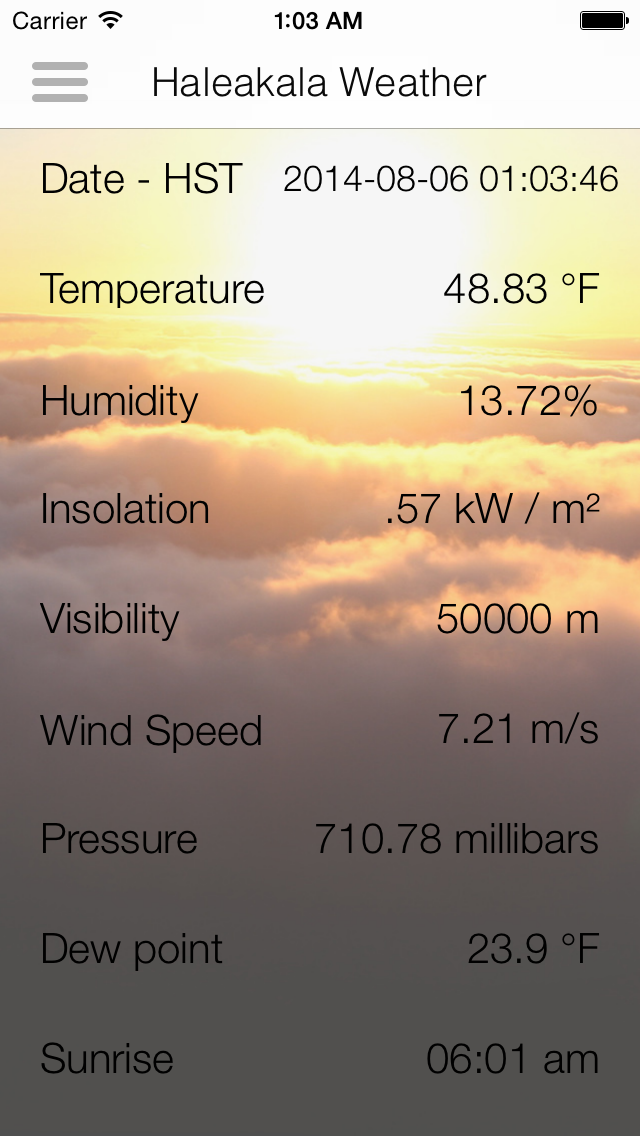 Carrier 1:03 AM
Haleakala Weather
Date - HST 2014-08-06 01:03:46
Temperature 48.83 °F
Humidity 13.72%
Insolation .57 kW / m²
Visibility 50000 m
Wind Speed 7.21 m/s
Pressure 710.78 millibars
Dew point 23.9 °F
Sunrise 06:01 am